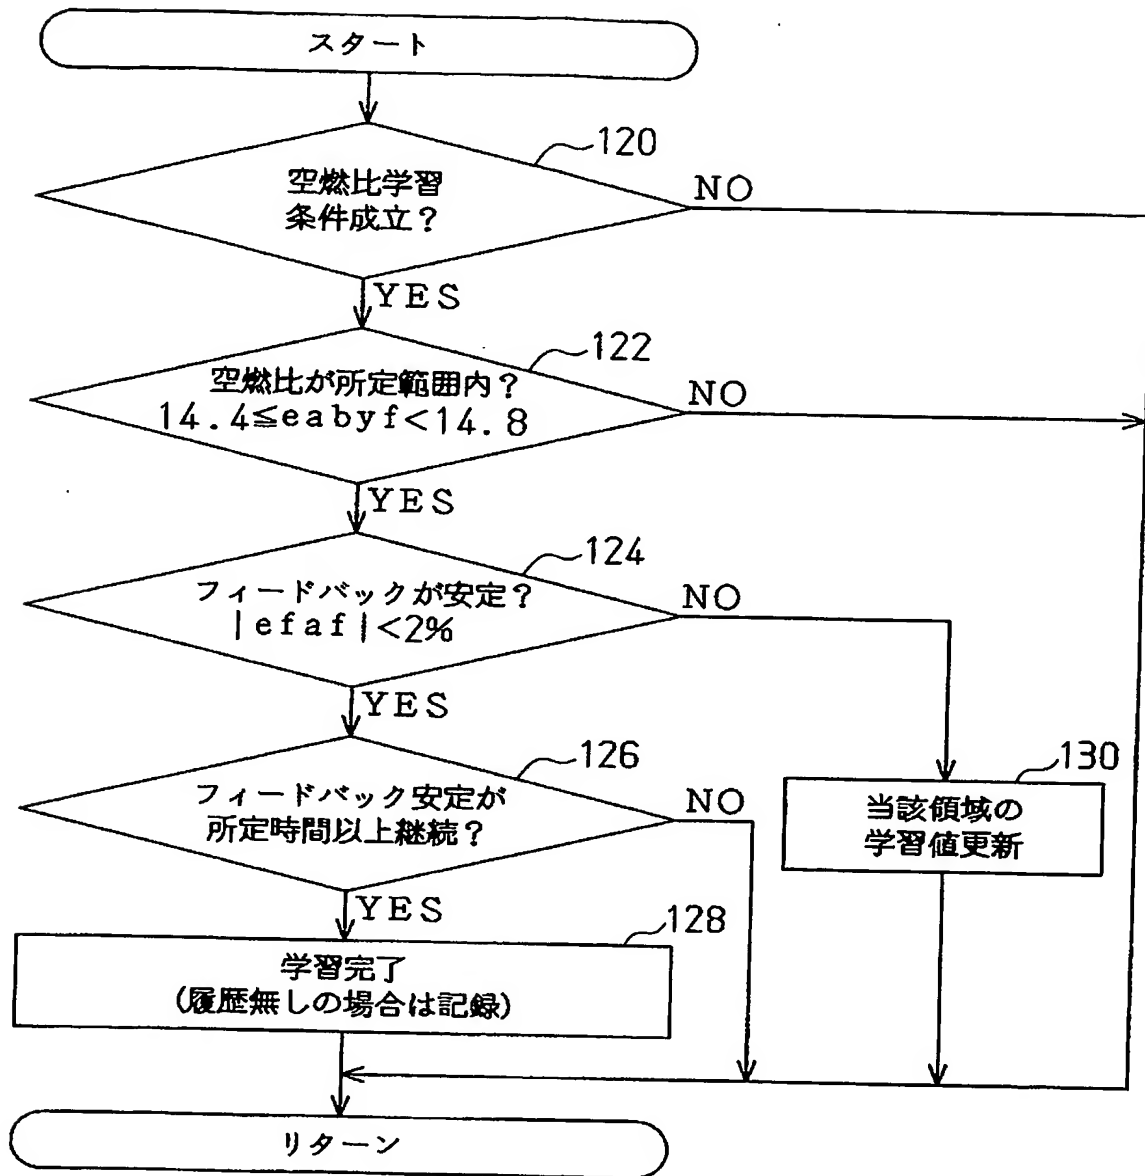 スタート
120
空燃比学習
条件成立?
NO
YES
122
空燃比が所定範囲内?
14.4≦eabyf<14.8
NO
YES
124
フィードバックが安定?
|efaf|<2%
NO
YES
126
フィードバック安定が
所定時間以上継続?
NO
130
当該領域の
学習値更新
YES
128
学習完了
(履歴無しの場合は記録)
リターン